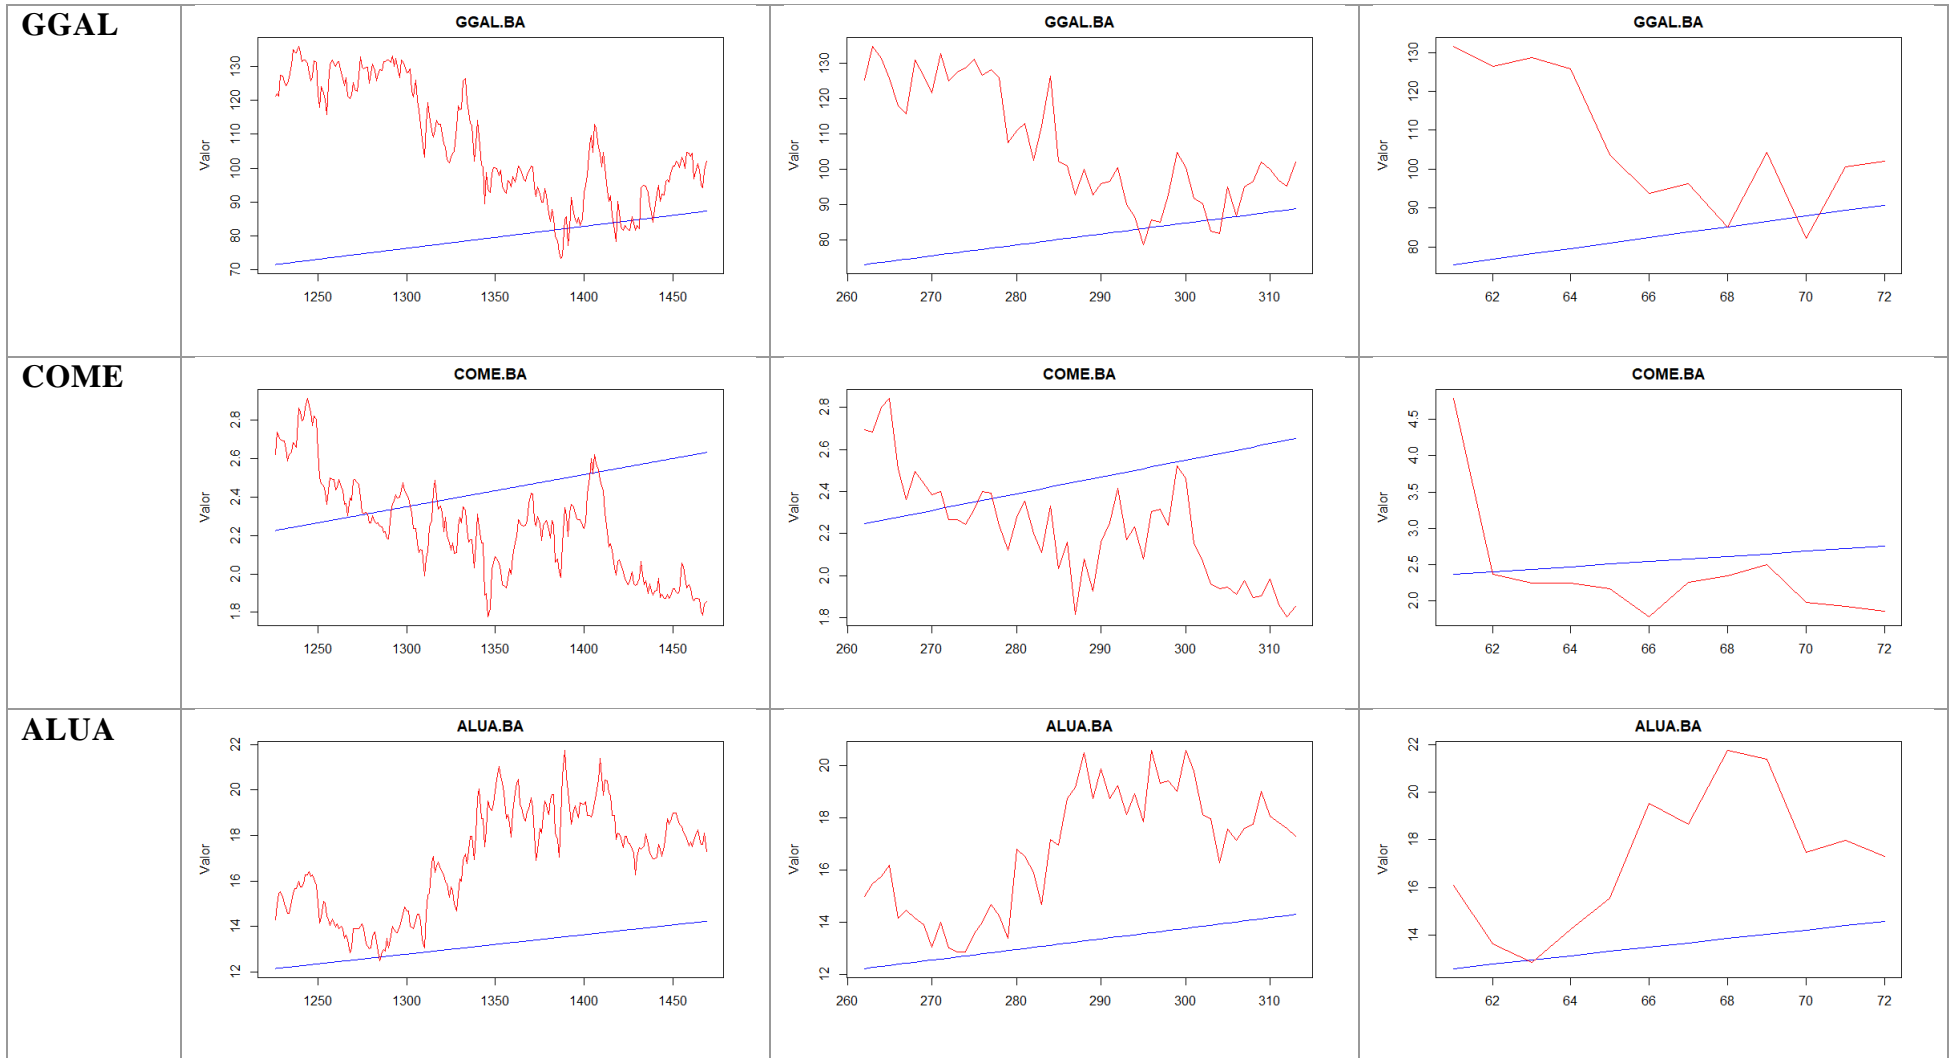 GGAL
GGAL.BA
Valor
70 80 90 100 110 120 130
1250 1300 1350 1400 1450
GGAL.BA
Valor
80 90 100 110 120 130
260 270 280 290 300 310
GGAL.BA
Valor
80 90 100 110 120 130
62 64 66 68 70 72
COME
COME.BA
Valor
1.8 2.0 2.2 2.4 2.6 2.8
1250 1300 1350 1400 1450
COME.BA
Valor
1.8 2.0 2.2 2.4 2.6 2.8
260 270 280 290 300 310
COME.BA
Valor
2.0 2.5 3.0 3.5 4.0 4.5
62 64 66 68 70 72
ALUA
ALUA.BA
Valor
12 14 16 18 20 22
1250 1300 1350 1400 1450
ALUA.BA
Valor
12 14 16 18 20
260 270 280 290 300 310
ALUA.BA
Valor
14 16 18 20 22
62 64 66 68 70 72